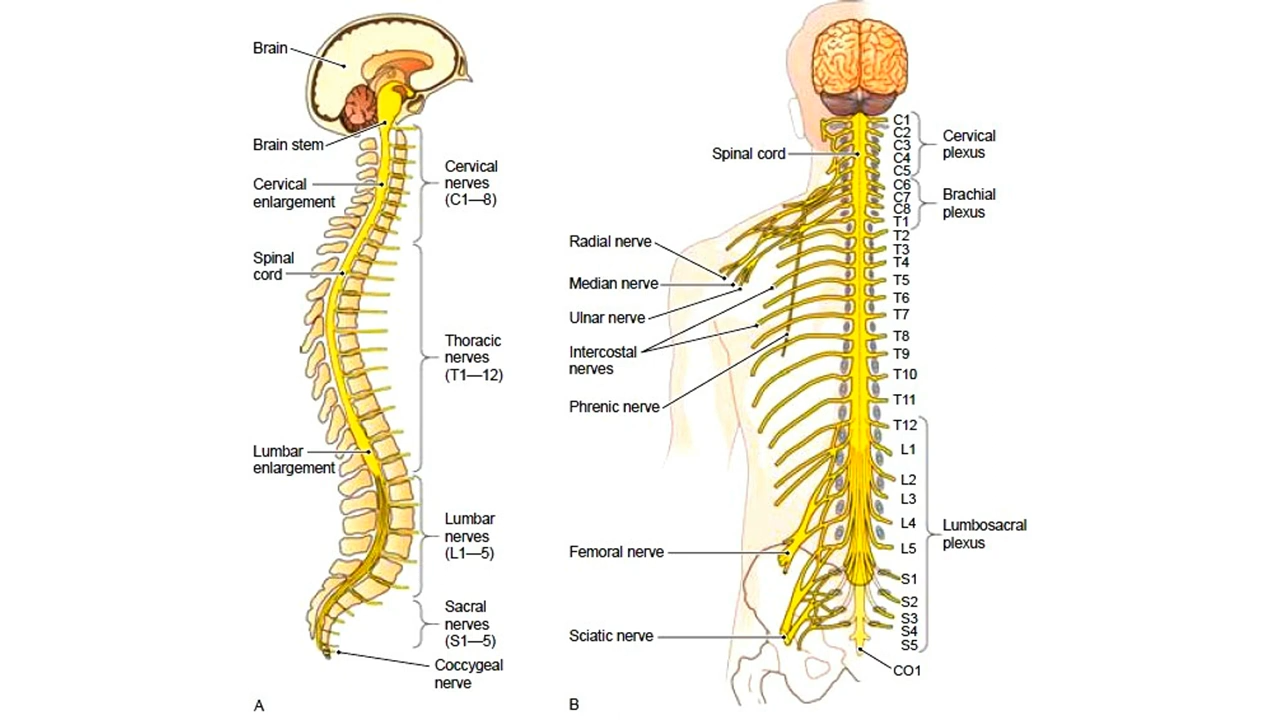 Brain
Brain stem
Cervical
enlargement
Spinal
cord
Lumbar
enlargement
Cervical
nerves
(C1—8)
Thoracic
nerves
(T1—12)
Lumbar
nerves
(L1—5)
Sacral
nerves
(S1—5)
Coccygeal
nerve
A
Spinal cord
Radial nerve
Median nerve
Ulnar nerve
Intercostal
nerves
Phrenic nerve
Femoral nerve
Sciatic nerve
C1
C2
C3
C4
C5
C6
C7
C8
T1
T2
T3
T4
T5
T6
T7
T8
T9
T10
T11
T12
L1
L2
L3
L4
L5
S1
S2
S3
S4
S5
CO1
Cervical
plexus
Brachial
plexus
Lumbosacral
plexus
B